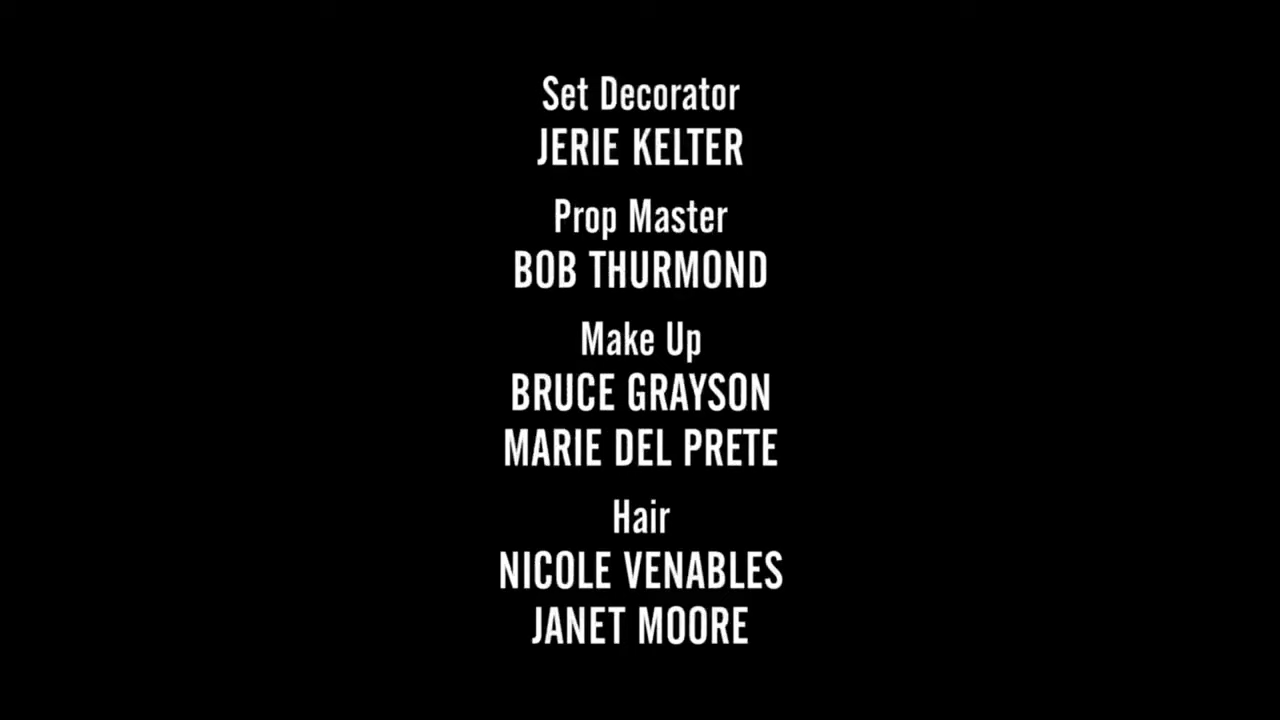 Set Decorator
JERIE KELTER
Prop Master
BOB THURMOND
Make Up
BRUCE GRAYSON
MARIE DEL PRETE
Hair
NICOLE VENABLES
JANET MOORE